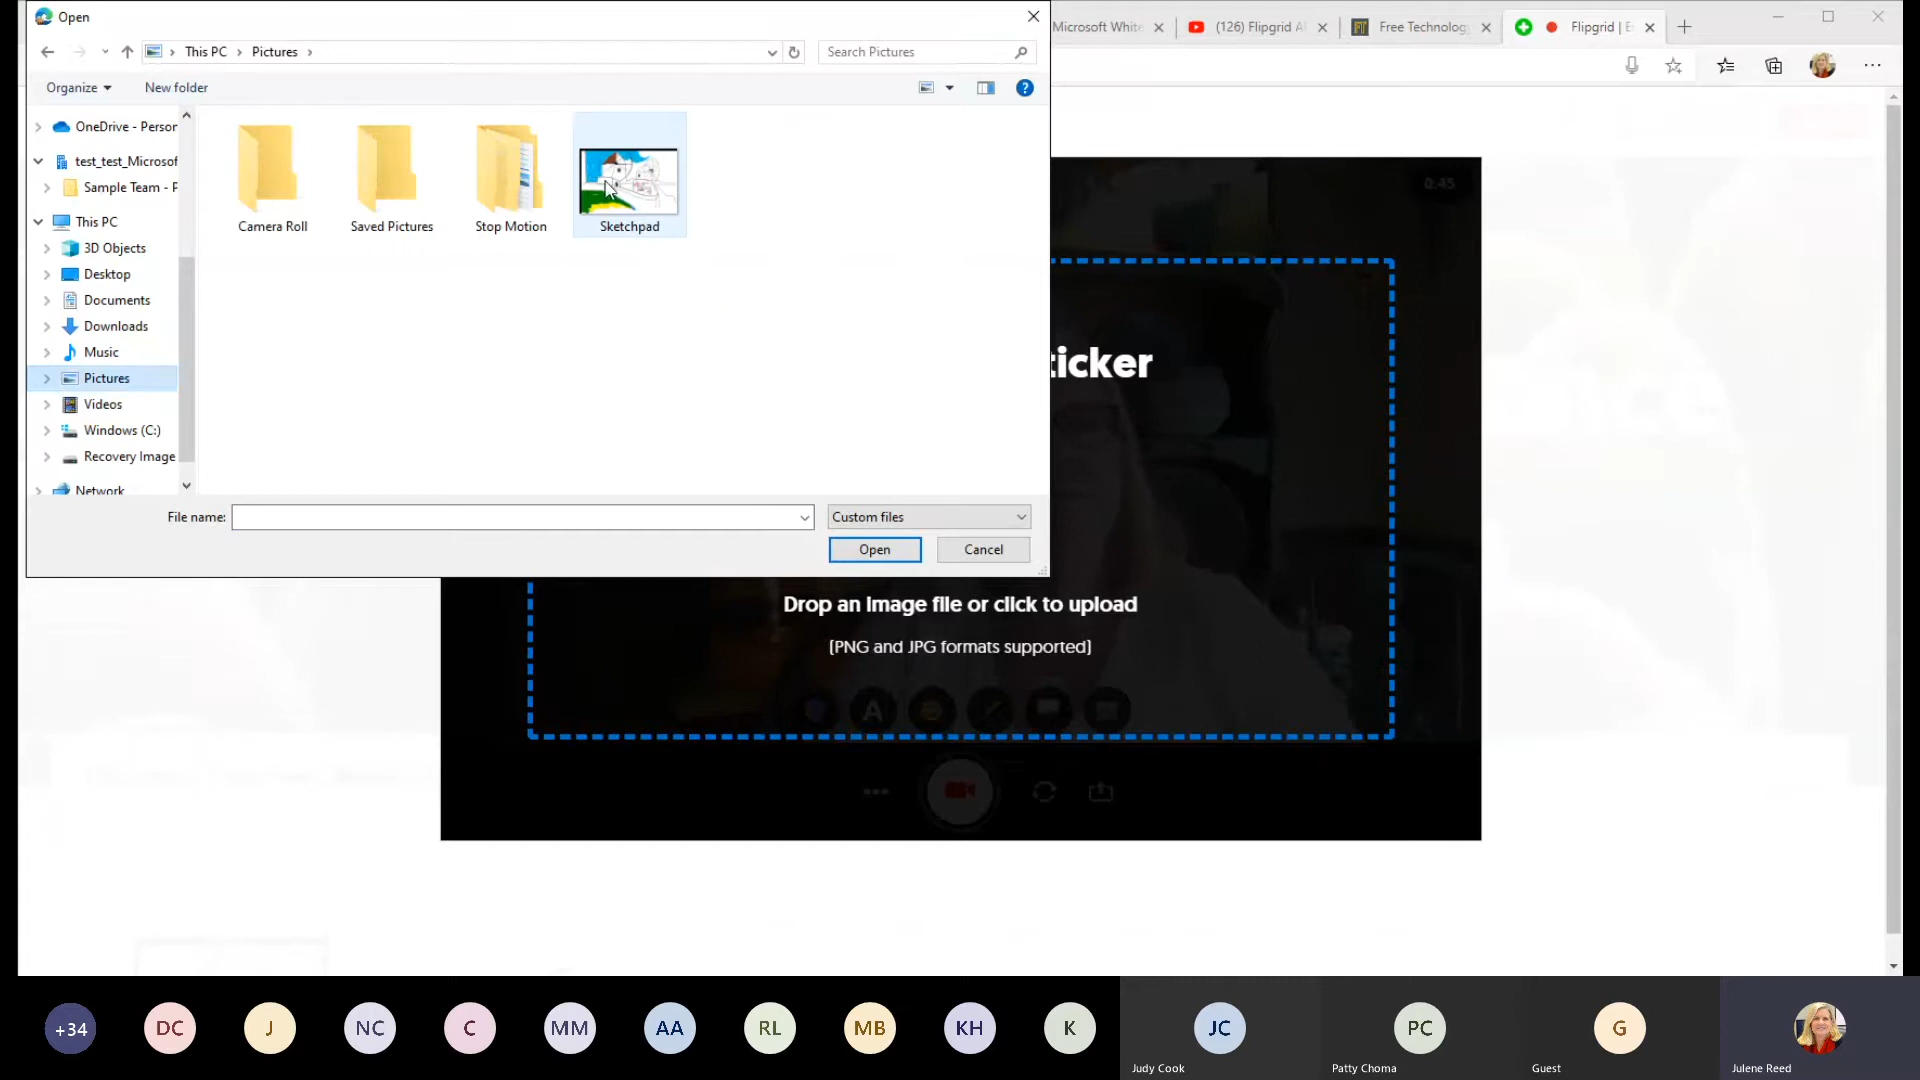 Open
Microsoft White
(126) Flipgrid A
Free Technolog
Flipgrid | E
This PC
Pictures
Search Pictures
Organize
New folder
OneDrive - Person
test_test_Microsof
Sample Team - P
This PC
3D Objects
Desktop
Documents
Downloads
Music
Pictures
Videos
Windows (C:)
Recovery Image
Network
Camera Roll
Saved Pictures
Stop Motion
Sketchpad
0:45
ticker
File name:
Custom files
Open
Cancel
Drop an image file or click to upload
(PNG and JPG formats supported)
A
+34
DC
J
NC
C
MM
AA
RL
MB
KH
K
JC
PC
G
Judy Cook
Patty Choma
Guest
Julene Reed